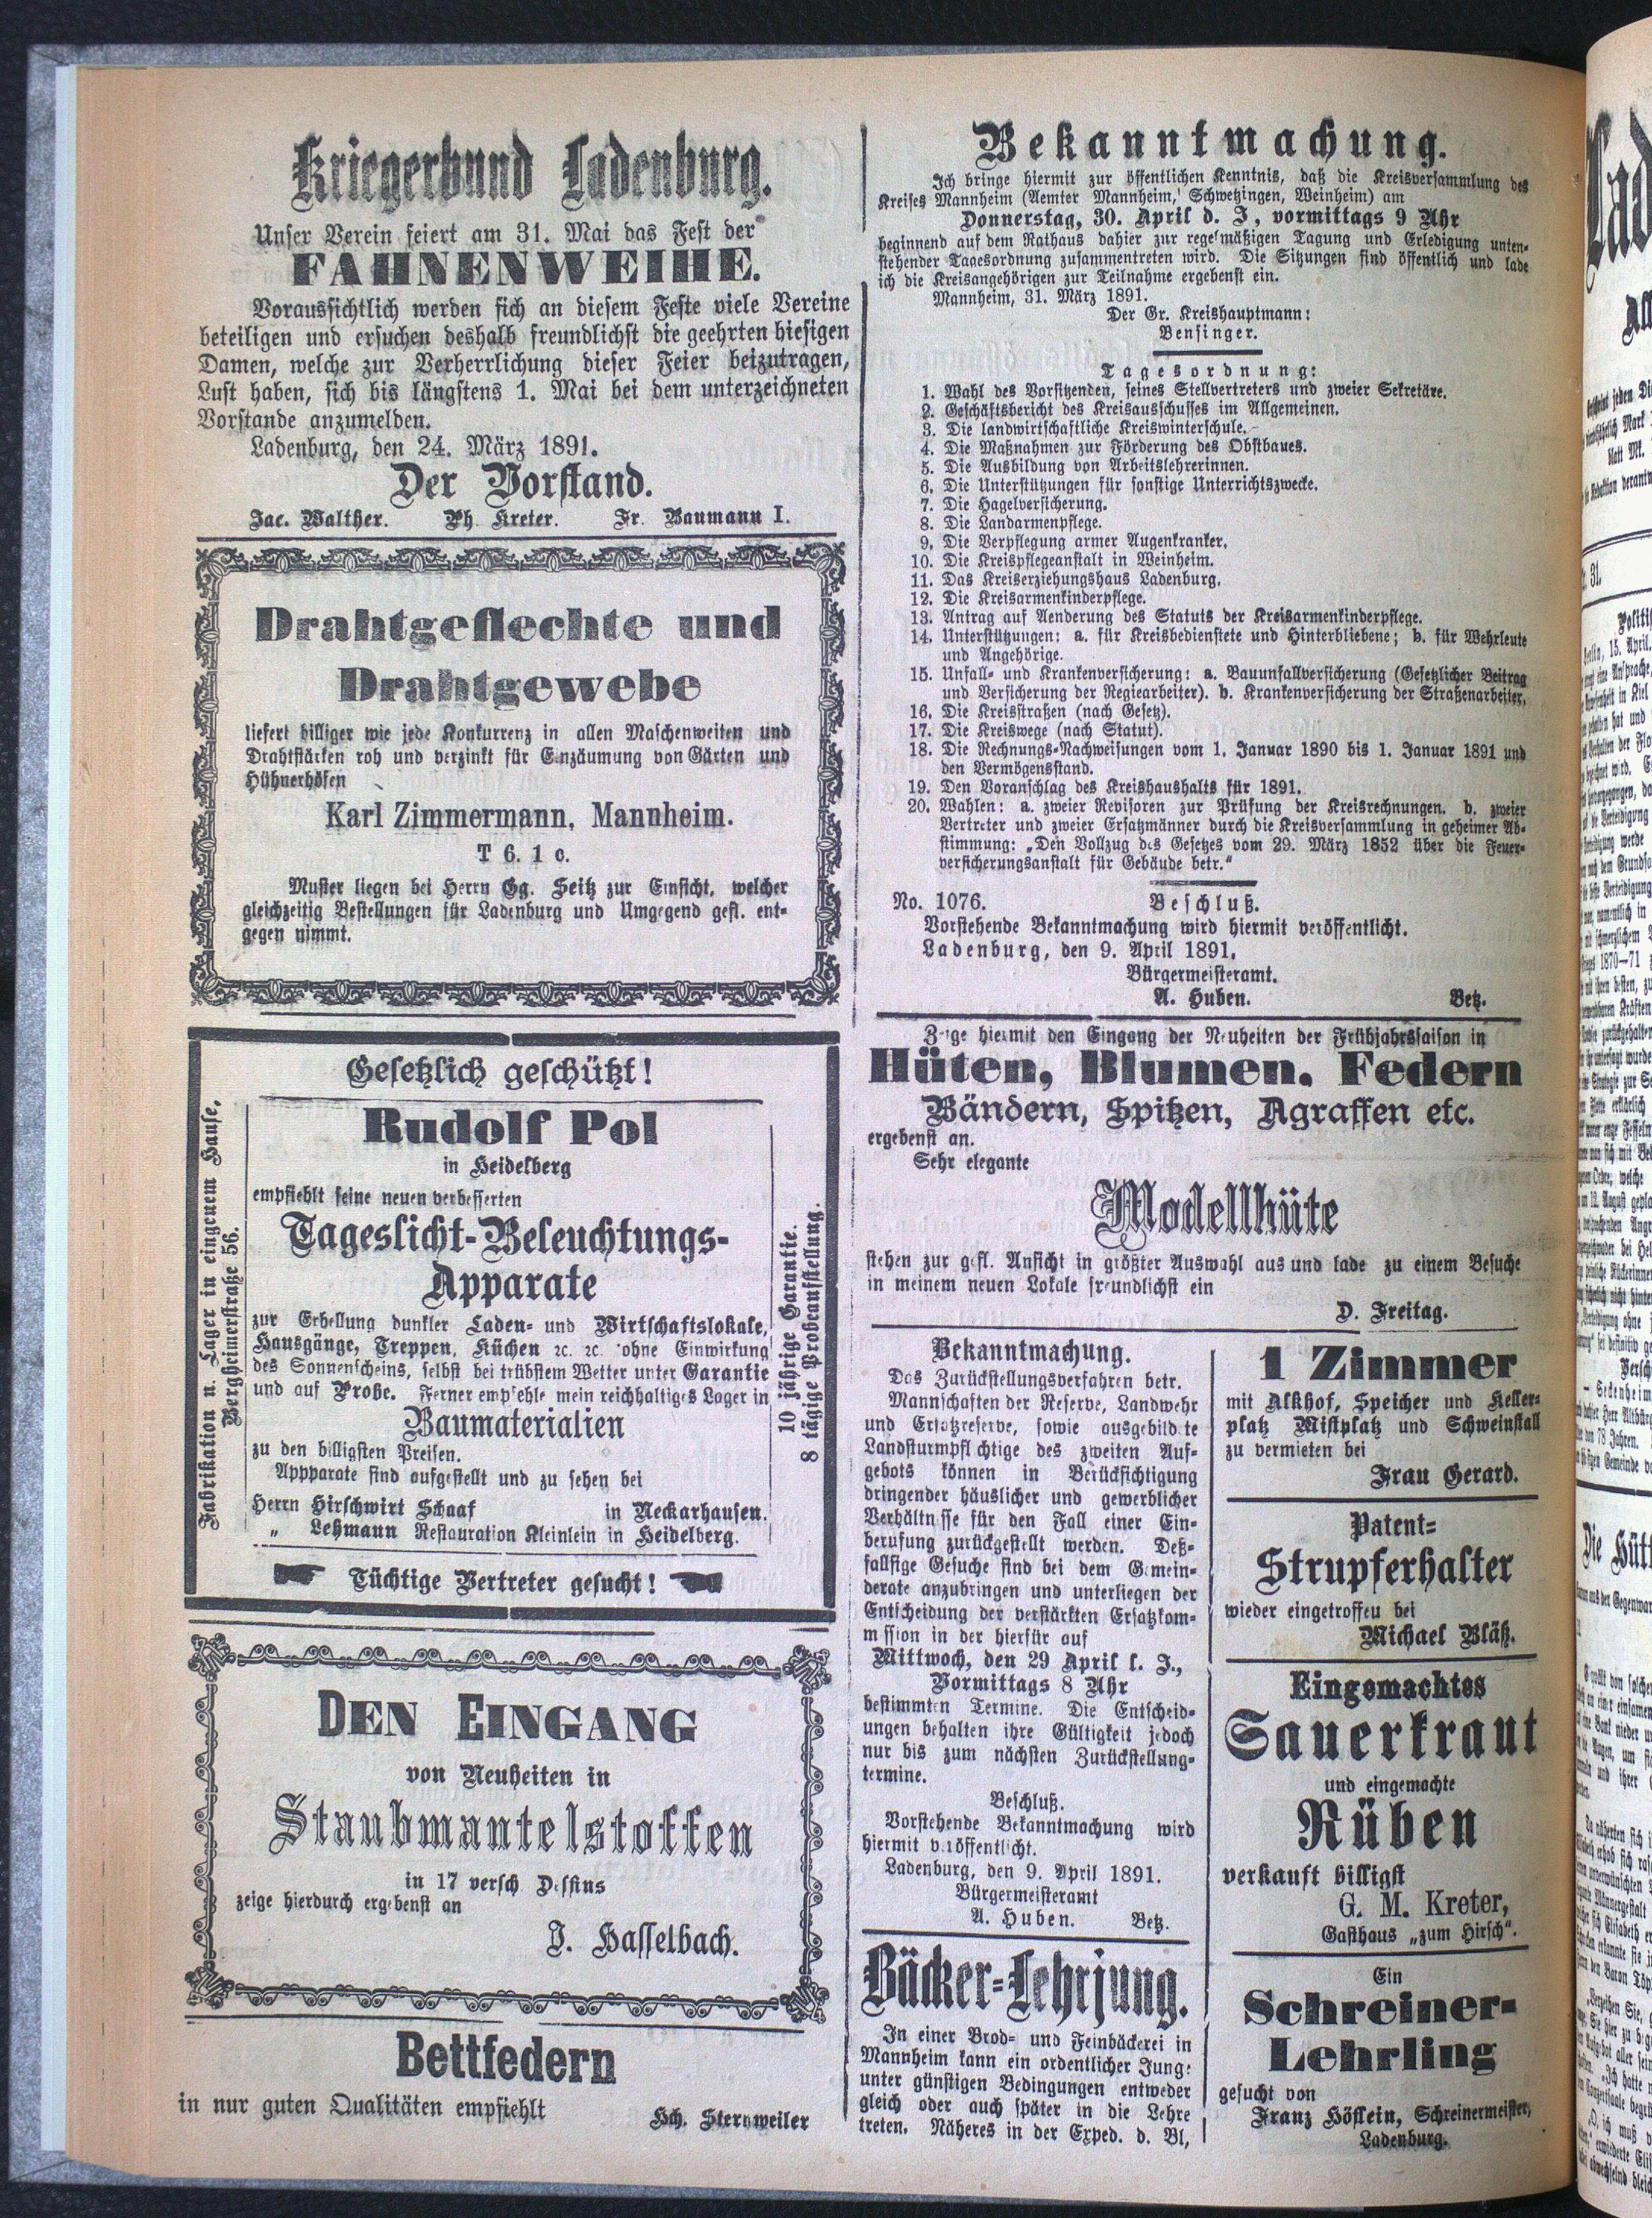 Kriegerbund Ladenburg.
Unser Verein feiert am 31. Mai das Fest der
FAHNENWEIHE.
Voraussichtlich werden sich an diesem Feste viele Vereine
beteiligen und ersuchen deshalb freundlichst die geehrten hiesigen
Damen, welche zur Verherrlichung dieser Feier beizutragen,
Lust haben, sich bis längstens 1. Mai bei dem unterzeichneten
Vorstande anzumelden.
Ladenburg, den 24. März 1891.
Der Vorstand.
Jac. Walther. Ph. Kreter. Fr. Baumann I.
Drahtgeflechte und
Drahtgewebe
liefert billiger wie jede Konkurrenz in allen Maschenweiten und
Drahtstärken roh und verzinkt für Einzäumung von Gärten und
Hühnerhöfen
Karl Zimmermann, Mannheim.
T 6. 1 c.
Muster liegen bei Herrn Gg. Seitz zur Einsicht, welcher
gleichzeitig Bestellungen für Ladenburg und Umgegend gefl. ent-
gegen nimmt.
Gesetzlich geschützt!
Fabrikation u. Lager in eigenem Hause,
Bergheimerstraße 56.
Rudolf Pol
in Heidelberg
empfiehlt seine neuen verbesserten
Tageslicht-Beleuchtungs-
Apparate
zur Erhellung dunkler Laden- und Wirtschaftslokale,
Hausgänge, Treppen, Küchen ꝛc. ꝛc. ohne Einwirkung
des Sonnenscheins, selbst bei trübstem Wetter unter Garantie
und auf Probe. Ferner empfehle mein reichhaltiges Lager in
Baumaterialien
zu den billigsten Preisen.
Appparate sind aufgestellt und zu sehen bei
Herrn Hirschwirt Schaaf in Neckarhausen.
„ Lehmann Restauration Kleinlein in Heidelberg.
10 jährige Garantie.
8 tägige Probeaufstellung.
Tüchtige Vertreter gesucht!
DEN EINGANG
von Neuheiten in
Staubmantelstoffen
in 17 versch. Dessins
zeige hierdurch ergebenst an
J. Hasselbach.
Bettfedern
in nur guten Qualitäten empfiehlt
Hch. Sternweiler
Bekanntmachung.
Ich bringe hiermit zur öffentlichen Kenntnis, daß die Kreisversammlung des
Kreises Mannheim (Aemter Mannheim, Schwetzingen, Weinheim) am
Donnerstag, 30. April d. J, vormittags 9 Uhr
beginnend auf dem Rathaus dahier zur regelmäßigen Tagung und Erledigung unten-
stehender Tagesordnung zusammentreten wird. Die Sitzungen sind öffentlich und lade
ich die Kreisangehörigen zur Teilnahme ergebenst ein.
Mannheim, 31. März 1891.
Der Gr. Kreishauptmann:
Bensinger.
Tagesordnung:
1. Wahl des Vorsitzenden, seines Stellvertreters und zweier Sekretäre.
2. Geschäftsbericht des Kreisausschusses im Allgemeinen.
3. Die landwirtschaftliche Kreiswinterschule.
4. Die Maßnahmen zur Förderung des Obstbaues.
5. Die Ausbildung von Arbeitslehrerinnen.
6. Die Unterstützungen für sonstige Unterrichtszwecke.
7. Die Hagelversicherung.
8. Die Landarmenpflege.
9. Die Verpflegung armer Augenkranker.
10. Die Kreispflegeanstalt in Weinheim.
11. Das Kreiserziehungshaus Ladenburg.
12. Die Kreisarmenkinderpflege.
13. Antrag auf Aenderung des Statuts der Kreisarmenkinderpflege.
14. Unterstützungen: a. für Kreisbedienstete und Hinterbliebene; b. für Wehrleute
und Angehörige.
15. Unfall- und Krankenversicherung: a. Bauunfallversicherung (Gesetzlicher Beitrag
und Versicherung der Regiearbeiter). b. Krankenversicherung der Straßenarbeiter.
16. Die Kreisstraßen (nach Gesetz).
17. Die Kreiswege (nach Statut).
18. Die Rechnungs-Nachweisungen vom 1. Januar 1890 bis 1. Januar 1891 und
den Vermögensstand.
19. Den Voranschlag des Kreishaushalts für 1891.
20. Wahlen: a. zweier Revisoren zur Prüfung der Kreisrechnungen. b. zweier
Vertreter und zweier Ersatzmänner durch die Kreisversammlung in geheimer Ab-
stimmung: „Den Vollzug des Gesetzes vom 29. März 1852 über die Feuer-
versicherungsanstalt für Gebäude betr.“
No. 1076. Beschluß.
Vorstehende Bekanntmachung wird hiermit veröffentlicht.
Ladenburg, den 9. April 1891.
Bürgermeisteramt.
A. Huben. Betz.
Zeige hiermit den Eingang der Neuheiten der Frühjahrssaison in
Hüten, Blumen, Federn
Bändern, Spitzen, Agraffen etc.
ergebenst an.
Sehr elegante
Modellhüte
stehen zur gefl. Ansicht in größter Auswahl aus und lade zu einem Besuche
in meinem neuen Lokale freundlichst ein
D. Freitag.
Bekanntmachung.
Das Zurückstellungsverfahren betr.
Mannschaften der Reserve, Landwehr
und Ersatzreserve, sowie ausgebildete
Landsturmpflichtige des zweiten Auf-
gebots können in Berücksichtigung
dringender häuslicher und gewerblicher
Verhältnisse für den Fall einer Ein-
berufung zurückgestellt werden. Deß-
fallsige Gesuche sind bei dem Gemein-
derate anzubringen und unterliegen der
Entscheidung der verstärkten Ersatzkom-
mission in der hierfür auf
Mittwoch, den 29 April l. J.,
Vormittags 8 Uhr
bestimmten Termine. Die Entscheid-
ungen behalten ihre Gültigkeit jedoch
nur bis zum nächsten Zurückstellung-
termine.
Beschluß.
Vorstehende Bekanntmachung wird
hiermit veröffentlicht.
Ladenburg, den 9. April 1891.
Bürgermeisteramt
A. Huben. Betz.
Bäcker-Lehrjung.
In einer Brod- und Feinbäckerei in
Mannheim kann ein ordentlicher Junge
unter günstigen Bedingungen entweder
gleich oder auch später in die Lehre
treten. Näheres in der Exped. d. Bl,
1 Zimmer
mit Alkhof, Speicher und Keller-
platz Mistplatz und Schweinstall
zu vermieten bei
Frau Gerard.
Patent-
Strupferhalter
wieder eingetroffen bei
Michael Bläß.
Eingemachtes
Sauerkraut
und eingemachte
Rüben
verkauft billigst
G. M. Kreter,
Gasthaus „zum Hirsch“.
Ein
Schreiner-
Lehrling
gesucht von
Franz Höflein, Schreinermeister,
Ladenburg.